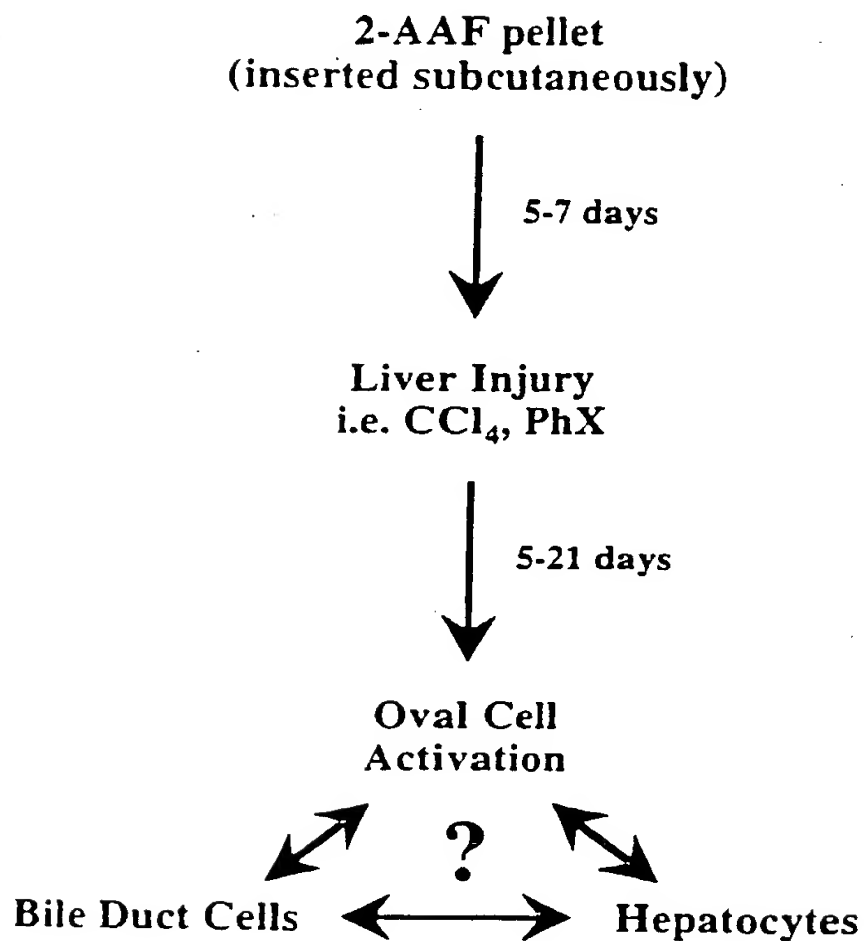 2-AAF pellet
(inserted subcutaneously)
5-7 days
Liver Injury
i.e. CCl₄, PhX
5-21 days
Oval Cell
Activation
?
Bile Duct Cells
Hepatocytes